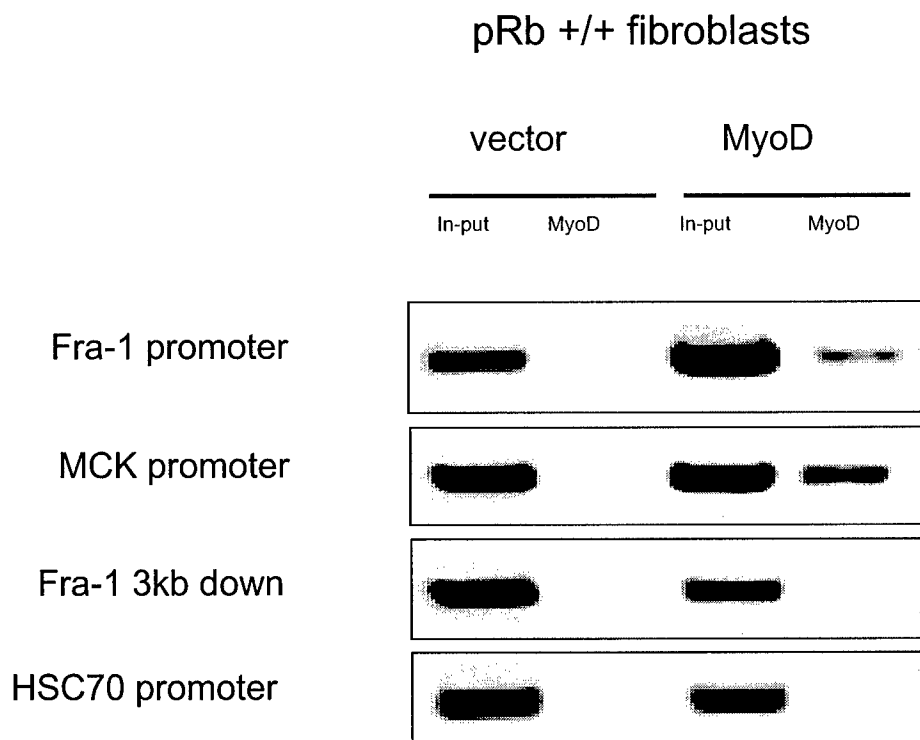 pRb +/+ fibroblasts
vector MyoD
In-put MyoD In-put MyoD
Fra-1 promoter
MCK promoter
Fra-1 3kb down
HSC70 promoter